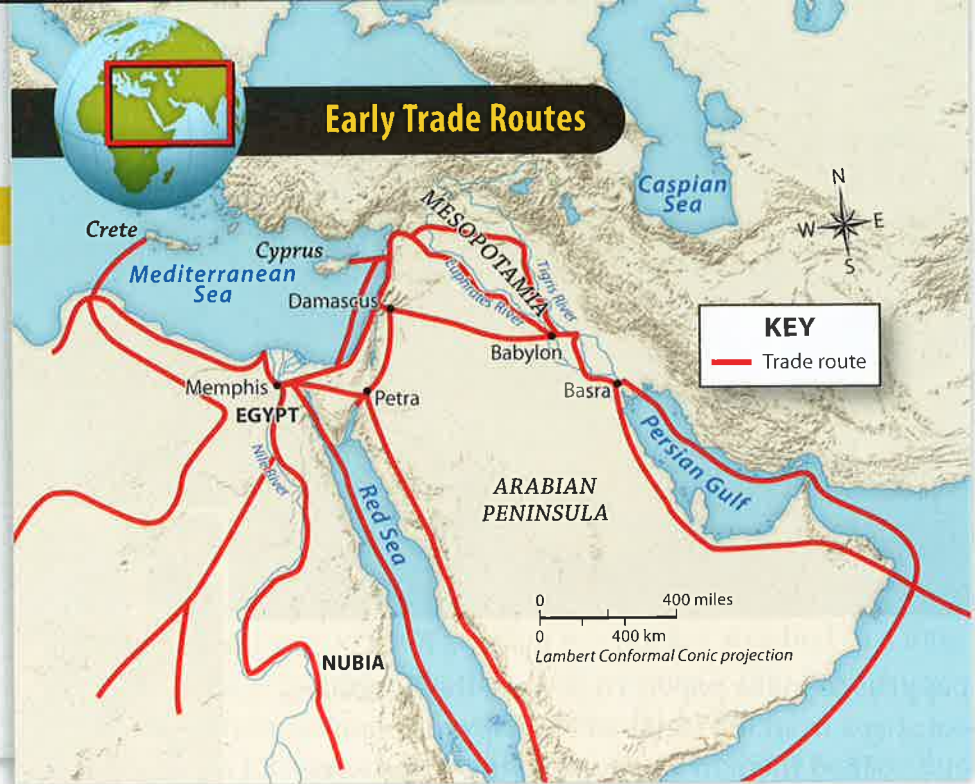 Early Trade Routes
Caspian
Sea
N
W
E
S
MESOPOTAMIA
Crete
Cyprus
Mediterranean
Sea
Tigris River
Euphrates River
Damascus
KEY
Trade route
Babylon
Memphis
EGYPT
Petra
Basra
Nile River
Persian Gulf
Red Sea
ARABIAN
PENINSULA
0
400 miles
0
400 km
Lambert Conformal Conic projection
NUBIA